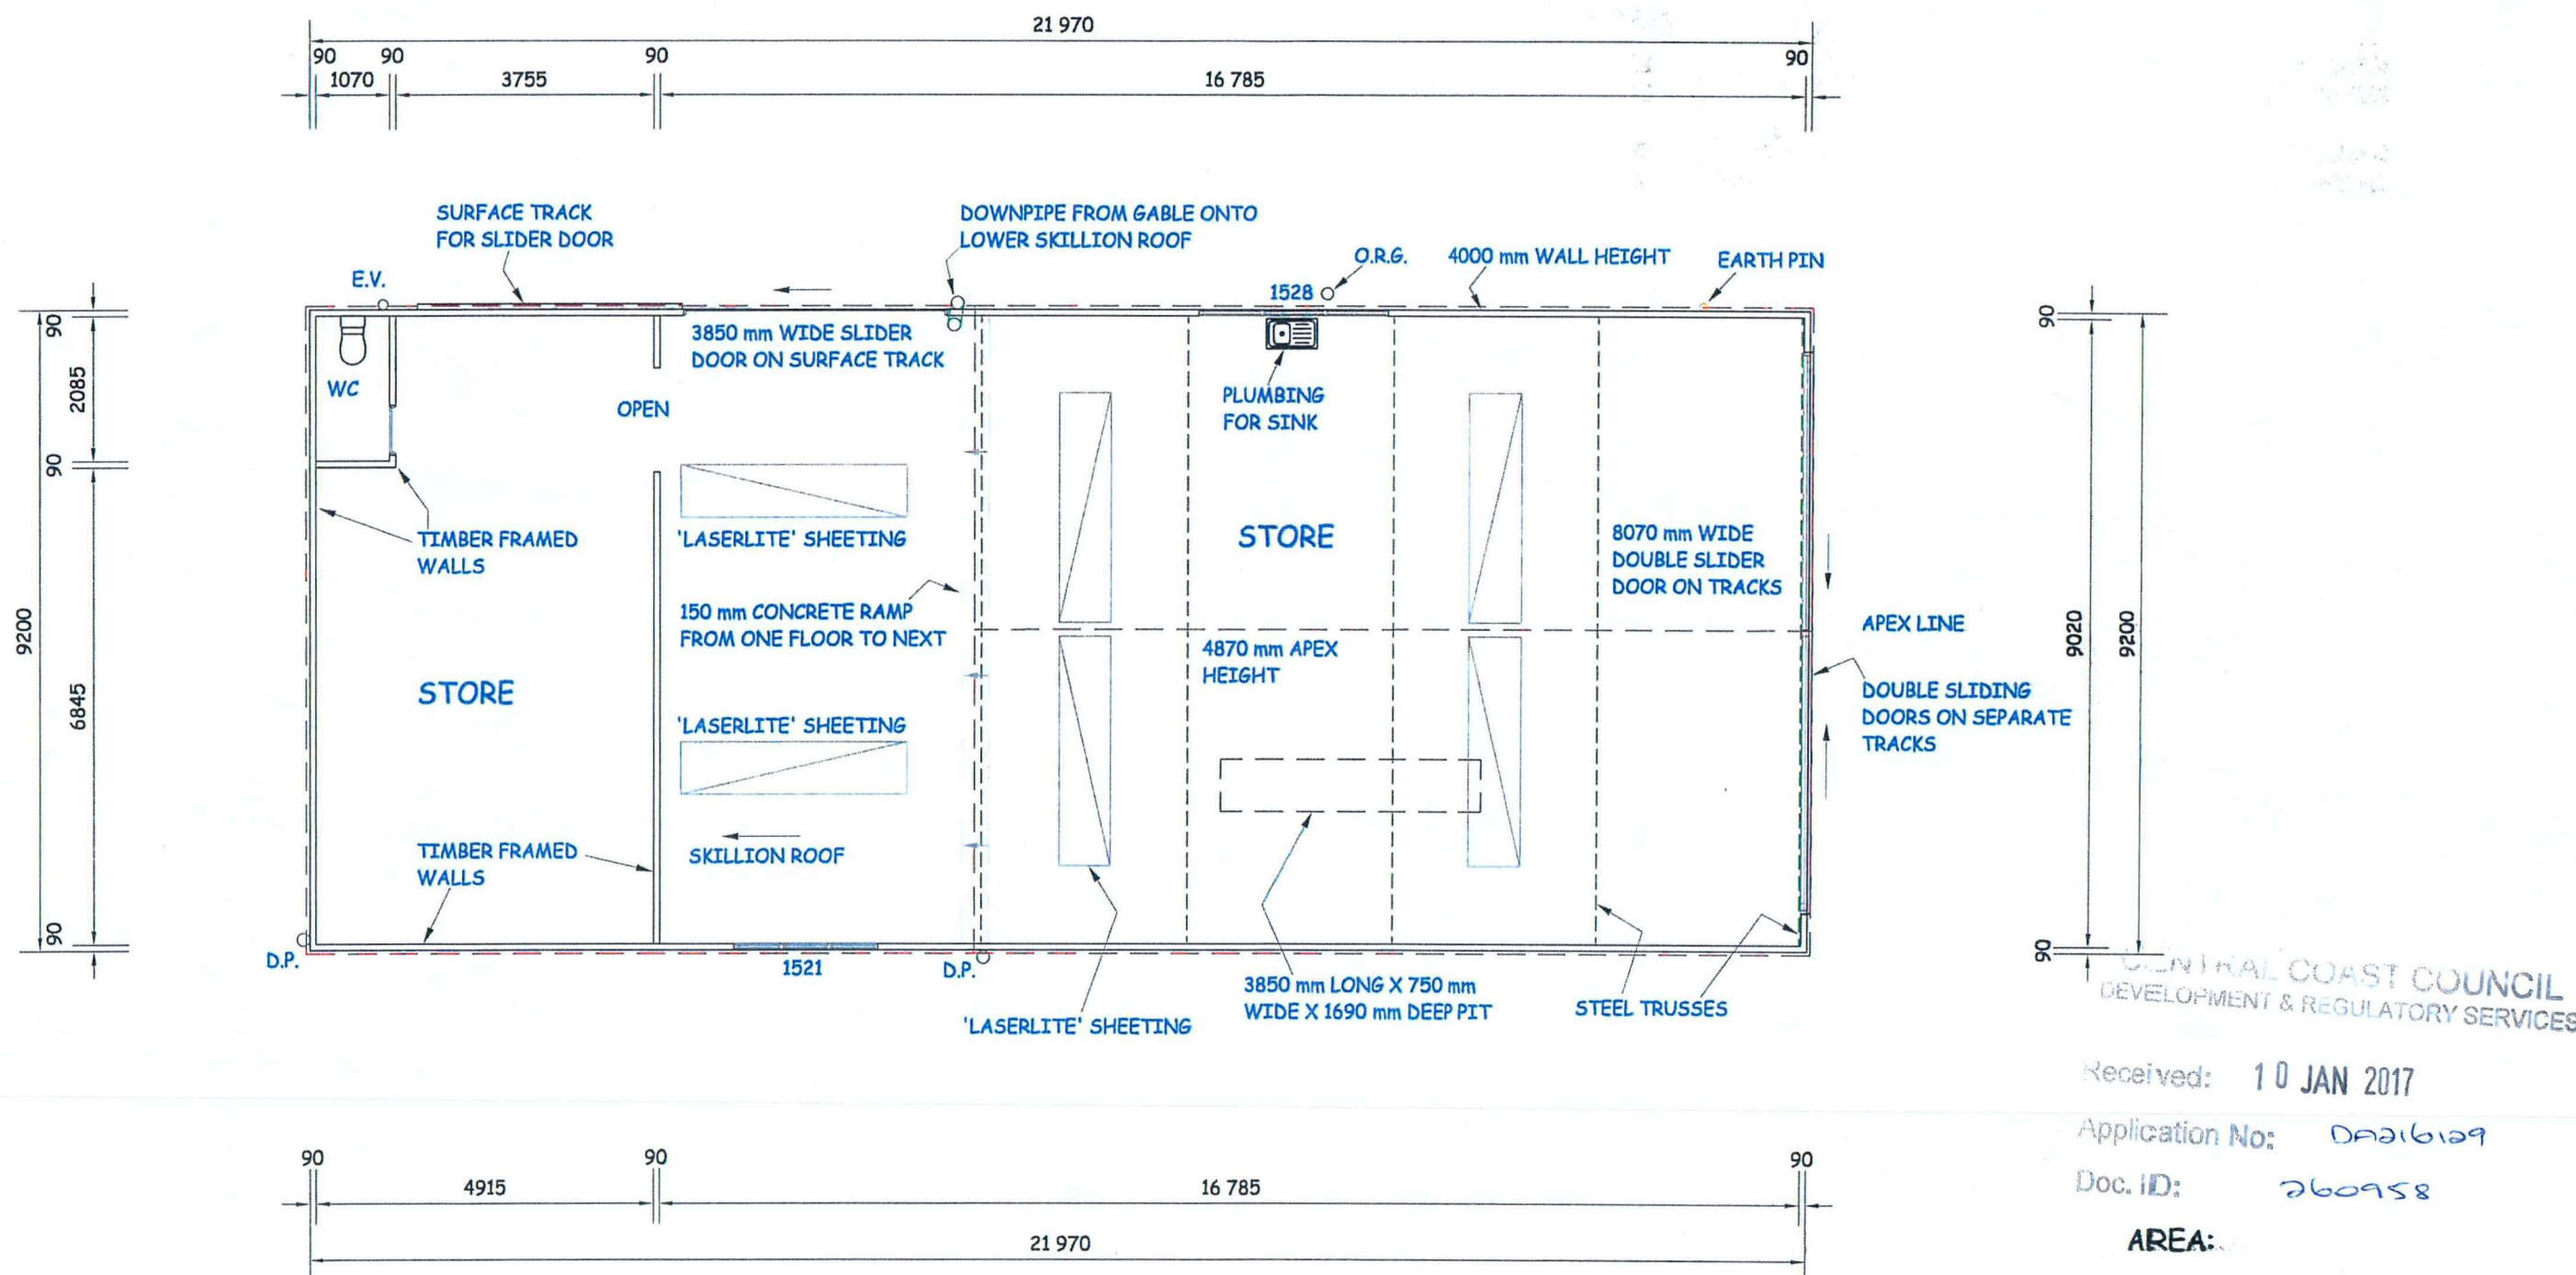 21 970
90 90 90 90
1070 3755 16 785
SURFACE TRACK
FOR SLIDER DOOR
DOWNPIPE FROM GABLE ONTO
LOWER SKILLION ROOF
E.V.
O.R.G.
4000 mm WALL HEIGHT
EARTH PIN
1528
3850 mm WIDE SLIDER
DOOR ON SURFACE TRACK
WC
OPEN
PLUMBING
FOR SINK
90
2085
90
6845
90
9200
TIMBER FRAMED
WALLS
'LASERLITE' SHEETING
STORE
8070 mm WIDE
DOUBLE SLIDER
DOOR ON TRACKS
150 mm CONCRETE RAMP
FROM ONE FLOOR TO NEXT
4870 mm APEX
HEIGHT
APEX LINE
STORE
DOUBLE SLIDING
DOORS ON SEPARATE
TRACKS
'LASERLITE' SHEETING
90
9020
9200
90
TIMBER FRAMED
WALLS
SKILLION ROOF
D.P.
1521
D.P.
'LASERLITE' SHEETING
3850 mm LONG X 750 mm
WIDE X 1690 mm DEEP PIT
STEEL TRUSSES
CENTRAL COAST COUNCIL
DEVELOPMENT & REGULATORY SERVICES
Received: 10 JAN 2017
Application No: DA216129
Doc. ID: 260958
AREA:
90 90 90
4915 16 785
21 970